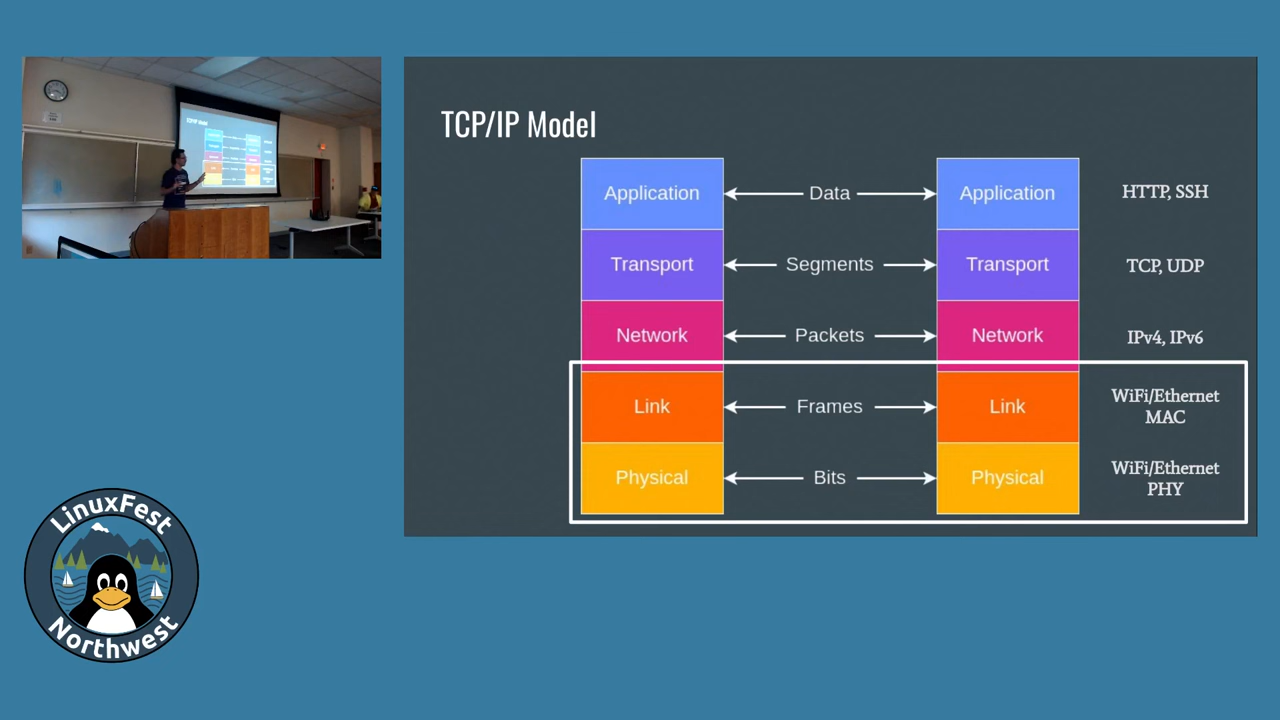 TCP/IP Model
Application Data Application HTTP, SSH
Transport Segments Transport TCP, UDP
Network Packets Network IPv4, IPv6
Link Frames Link WiFi/Ethernet
MAC
Physical Bits Physical WiFi/Ethernet
PHY
LinuxFest
Northwest